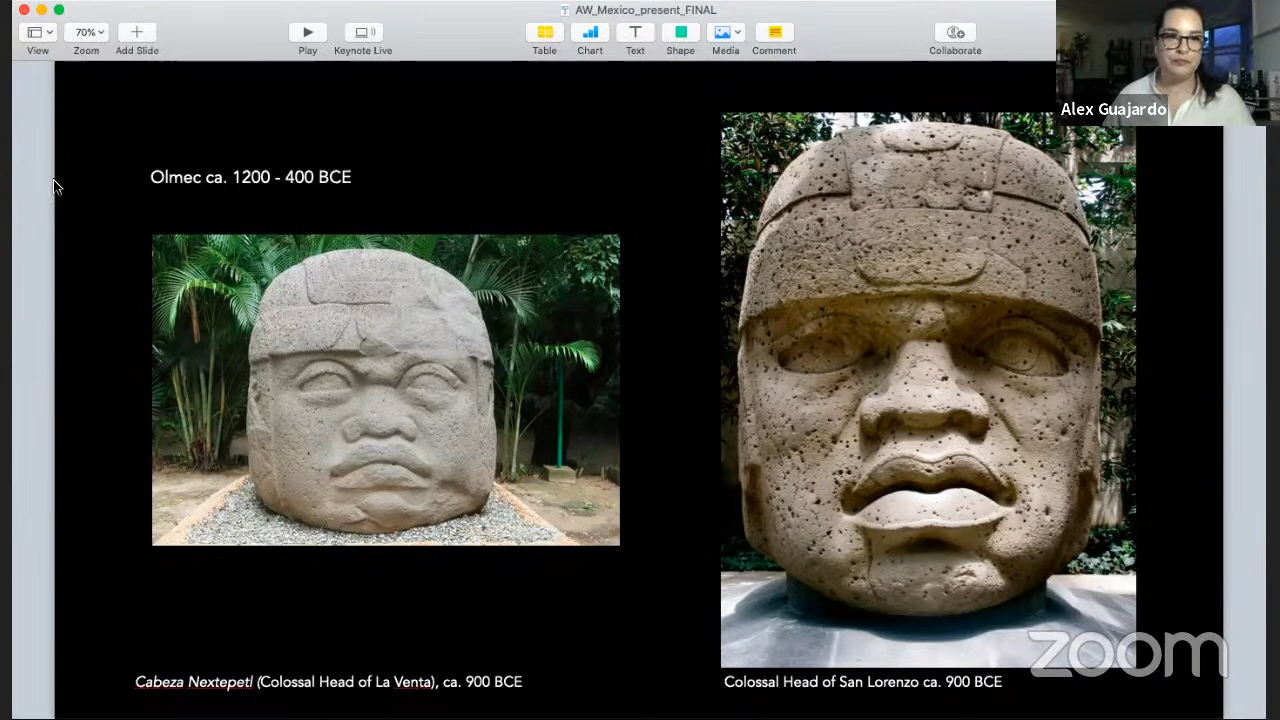 AW_Mexico_present_FINAL
70%
View
Zoom
Add Slide
Play
Keynote Live
Table
Chart
Text
Shape
Media
Comment
Collaborate
Alex Guajardo
Olmec ca. 1200 - 400 BCE
Cabeza Nextepetl (Colossal Head of La Venta), ca. 900 BCE
Colossal Head of San Lorenzo ca. 900 BCE
zoom